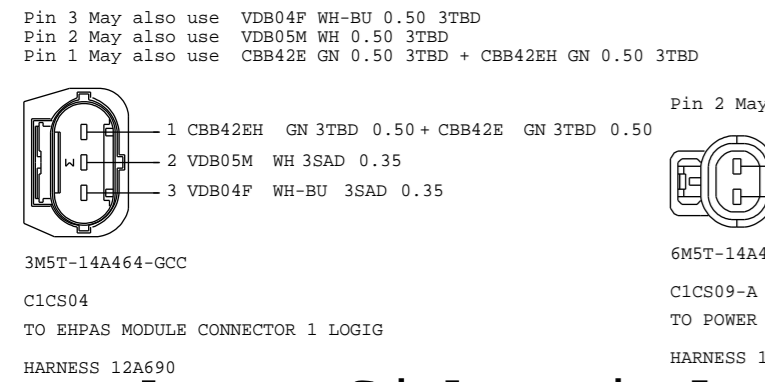 Pin 3 May also use VDB04F WH-BU 0.50 3TBD
Pin 2 May also use VDB05M WH 0.50 3TBD
Pin 1 May also use CBB42E GN 0.50 3TBD + CBB42EH GN 0.50 3TBD
1 CBB42EH GN 3TBD 0.50 + CBB42E GN 3TBD 0.50
2 VDB05M WH 3SAD 0.35
3 VDB04F WH-BU 3SAD 0.35
3M5T-14A464-GCC
C1CS04
TO EHPAS MODULE CONNECTOR 1 LOGIG
HARNESS 12A690
Pin 2 May
6M5T-14A4
C1CS09-A
TO POWER
HARNESS 1